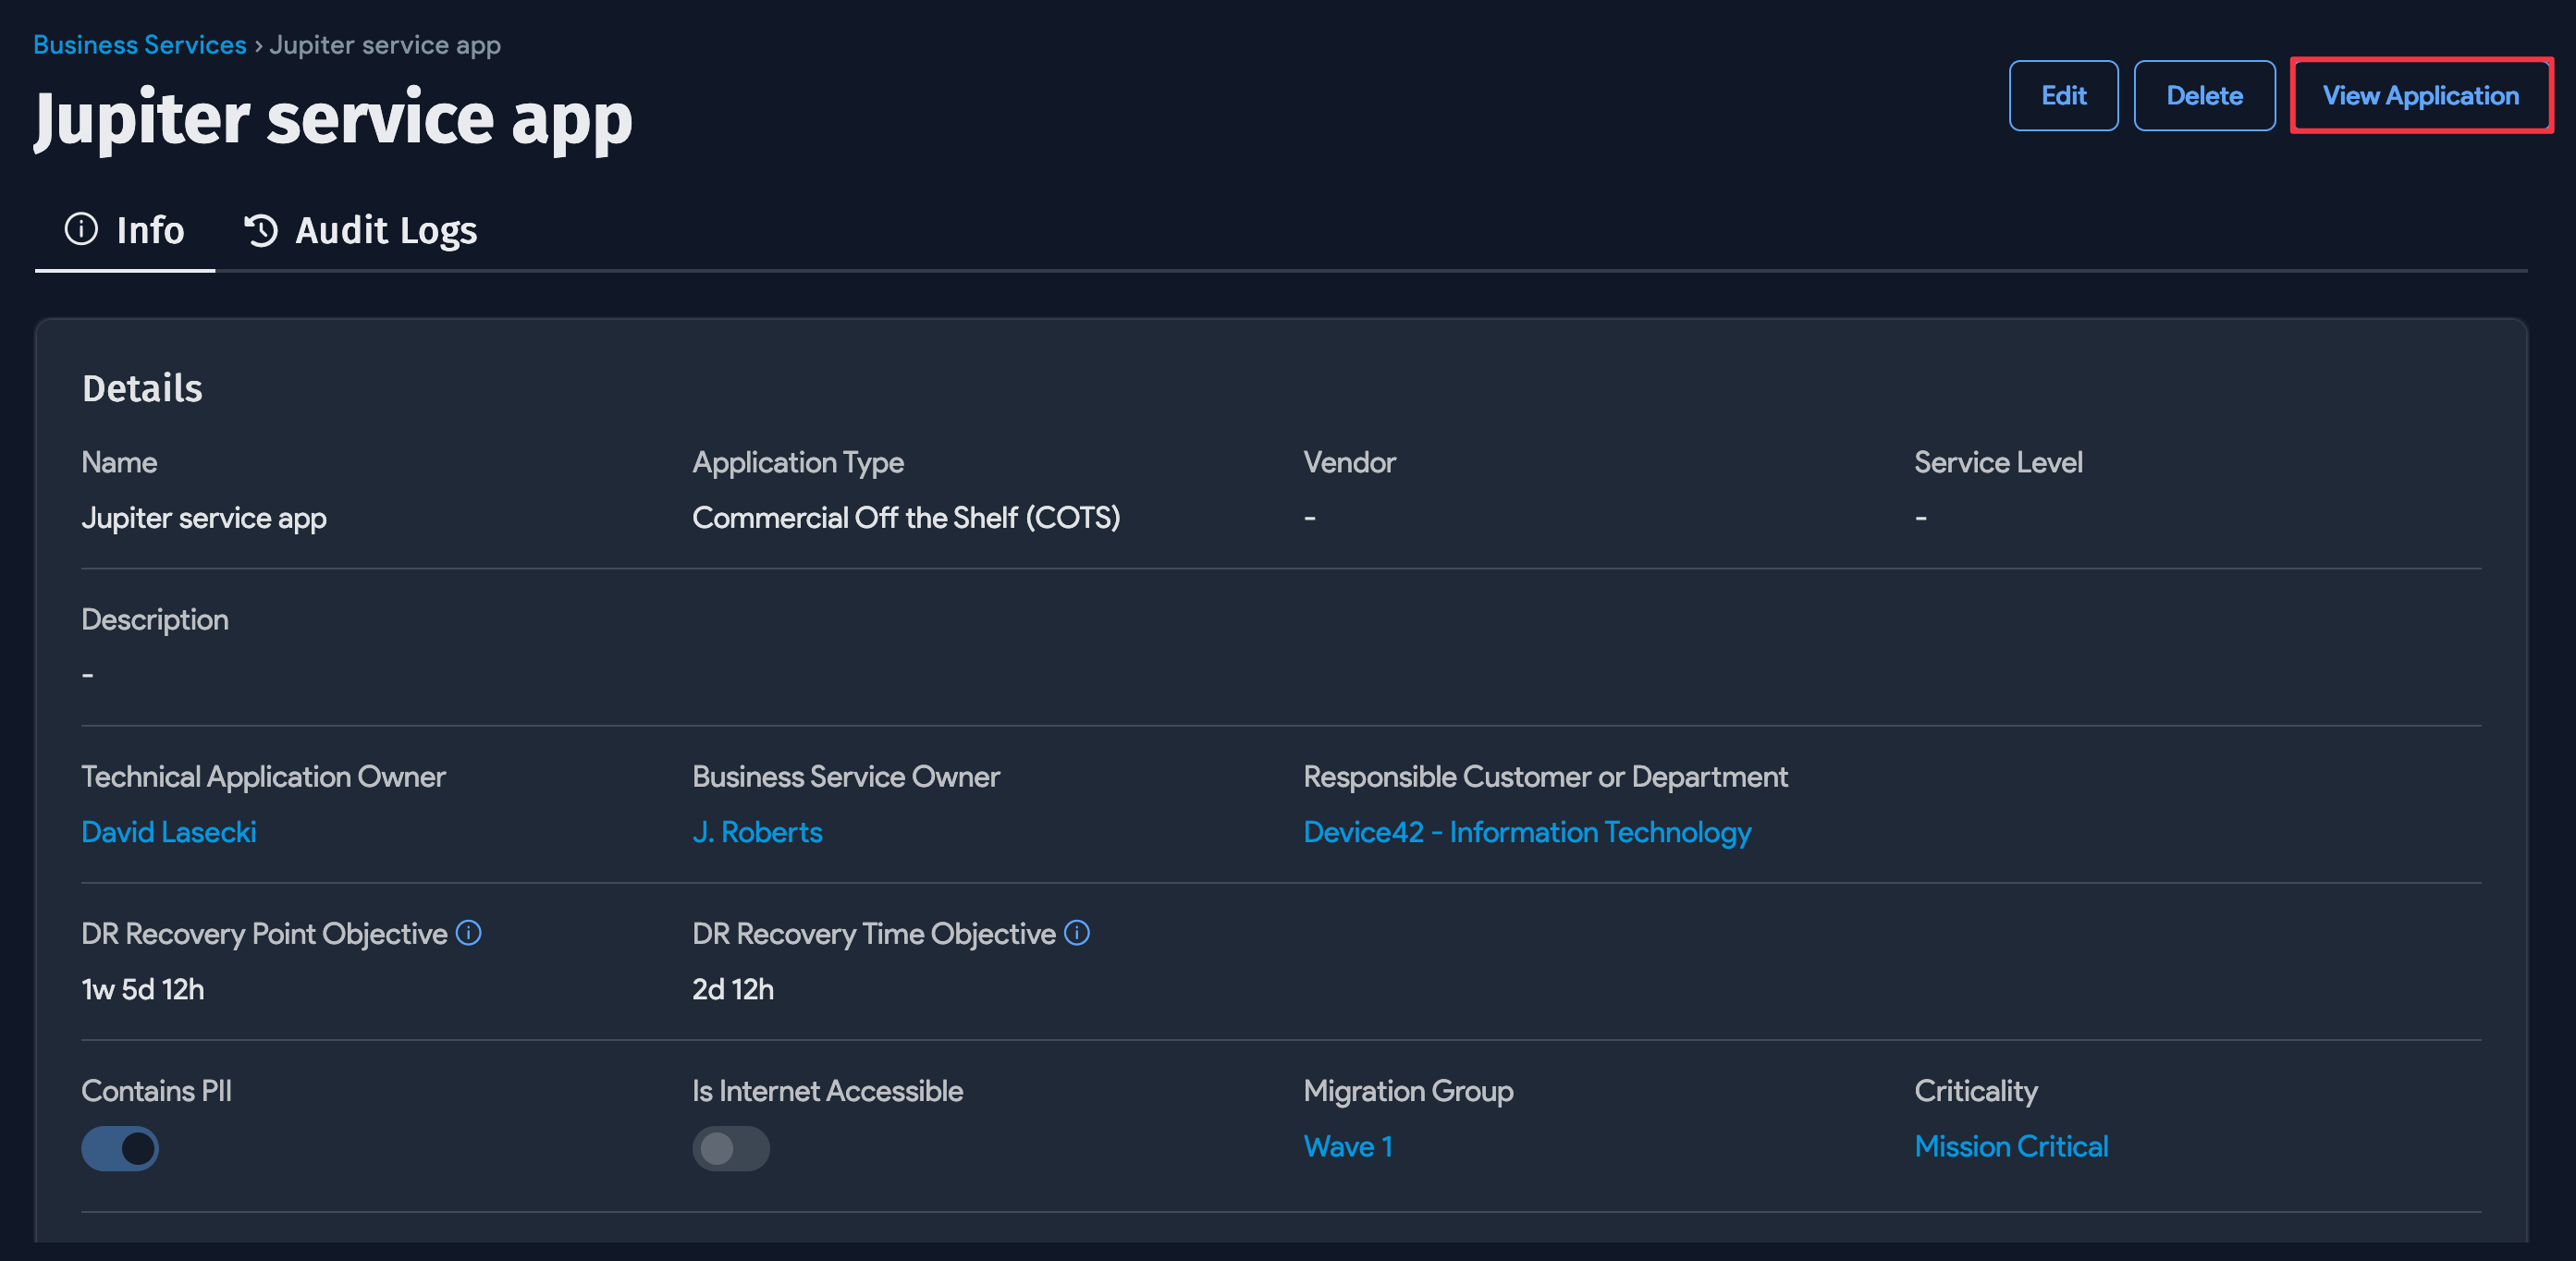 Business Services › Jupiter service app
Jupiter service app
Edit Delete View Application
Info Audit Logs
Details
Name Application Type Vendor Service Level
Jupiter service app Commercial Off the Shelf (COTS) - -
Description
-
Technical Application Owner Business Service Owner Responsible Customer or Department
David Lasecki J. Roberts Device42 - Information Technology
DR Recovery Point Objective DR Recovery Time Objective
1w 5d 12h 2d 12h
Contains PII Is Internet Accessible Migration Group Criticality
Wave 1 Mission Critical